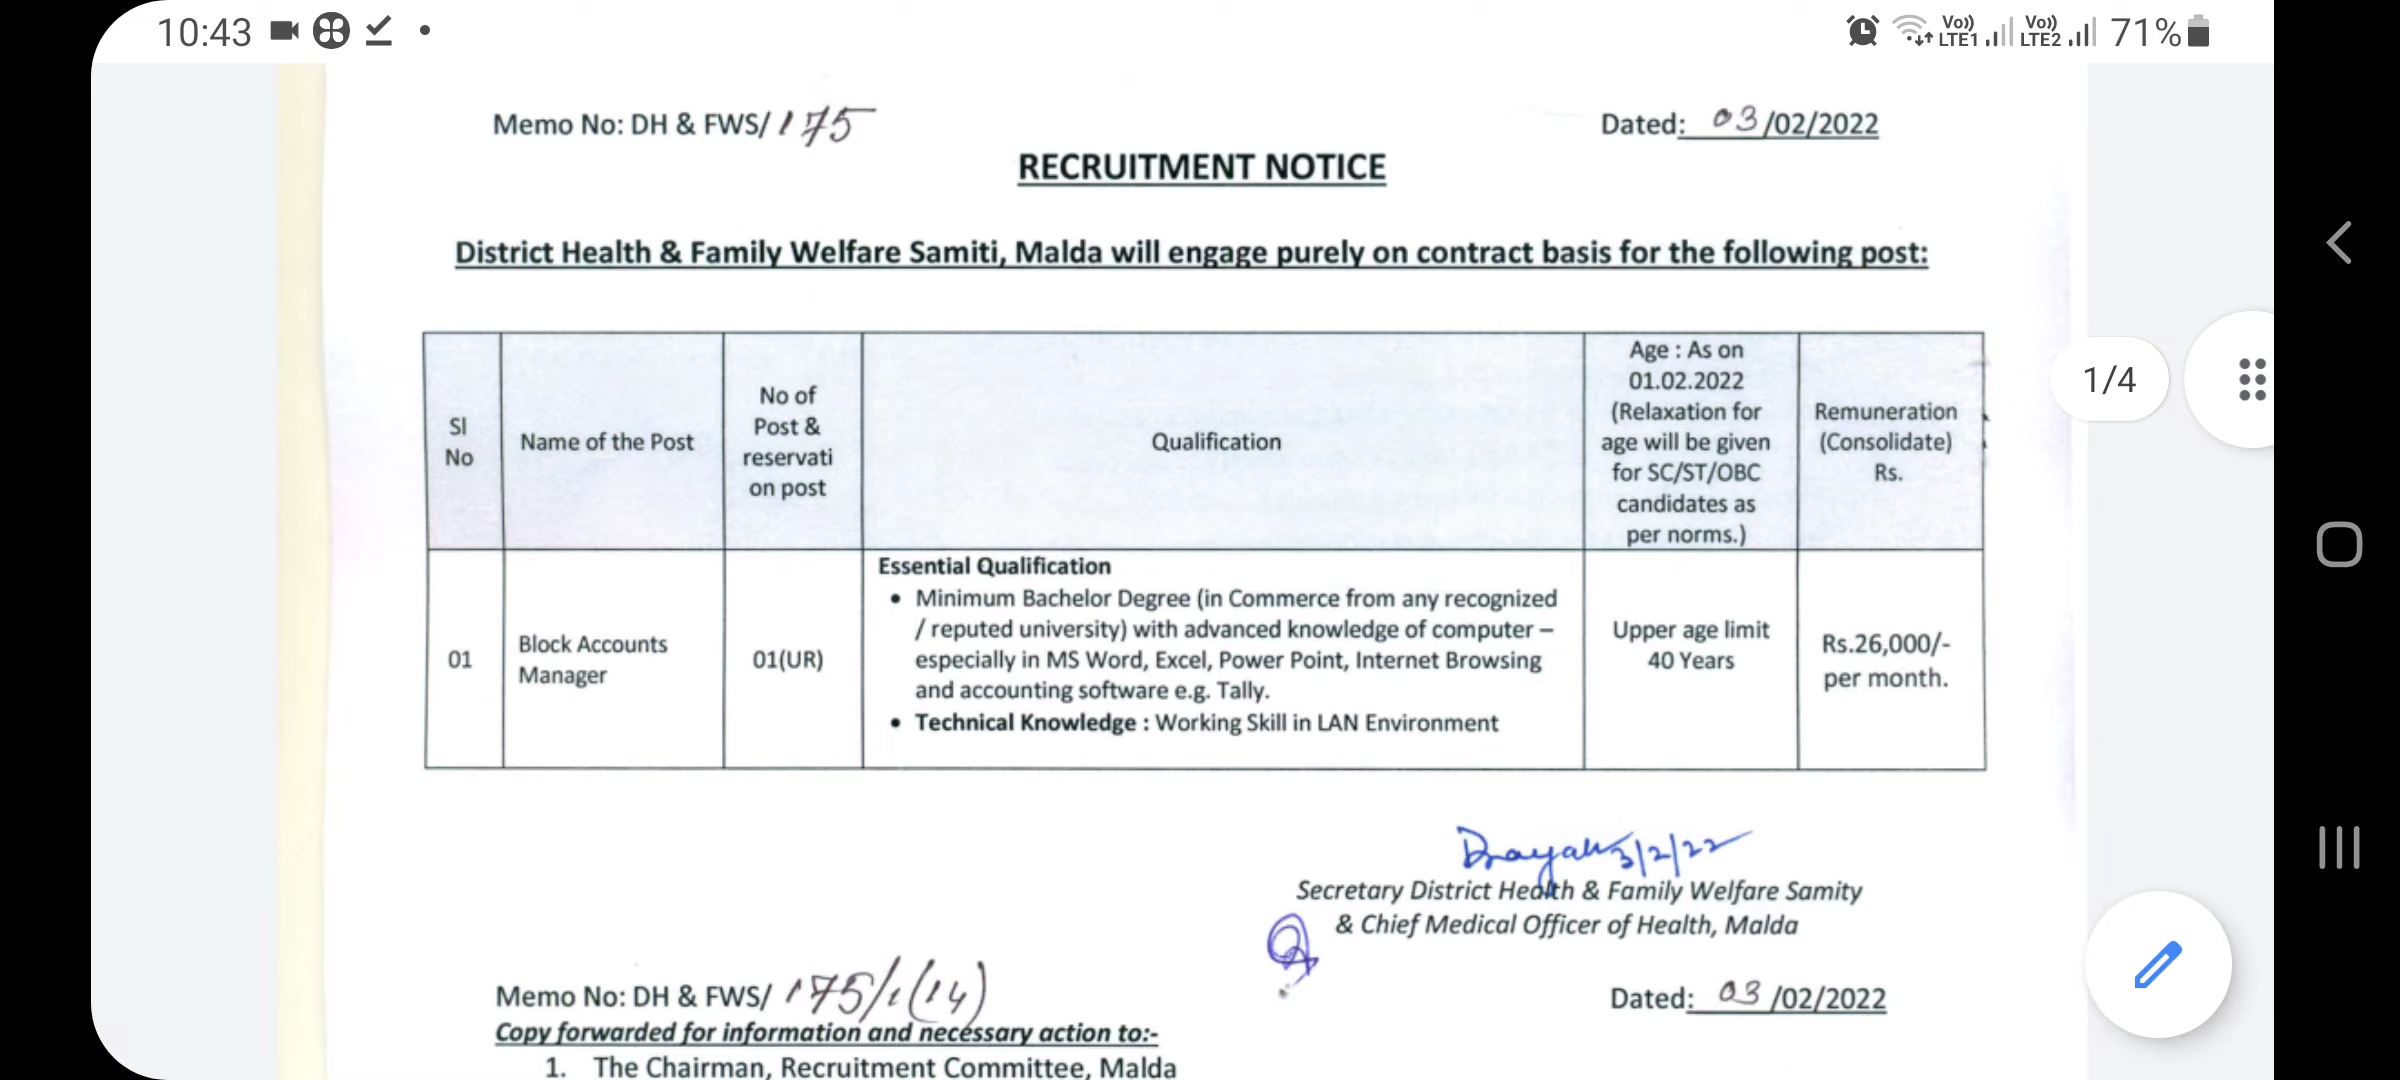 10:43
Vo)) LTE1 Vo)) LTE2 71%
Memo No: DH & FWS/ 175 Dated: 03/02/2022
RECRUITMENT NOTICE
District Health & Family Welfare Samiti, Malda will engage purely on contract basis for the following post:
Sl
No
Name of the Post
No of
Post &
reservati
on post
Qualification
Age : As on
01.02.2022
(Relaxation for
age will be given
for SC/ST/OBC
candidates as
per norms.)
Remuneration
(Consolidate)
Rs.
1/4
01
Block Accounts
Manager
01(UR)
Essential Qualification
• Minimum Bachelor Degree (in Commerce from any recognized
/ reputed university) with advanced knowledge of computer –
especially in MS Word, Excel, Power Point, Internet Browsing
and accounting software e.g. Tally.
• Technical Knowledge : Working Skill in LAN Environment
Upper age limit
40 Years
Rs.26,000/-
per month.
3/2/22
Secretary District Health & Family Welfare Samity
& Chief Medical Officer of Health, Malda
Memo No: DH & FWS/ 175/1(14) Dated: 03/02/2022
Copy forwarded for information and necessary action to:-
1. The Chairman, Recruitment Committee, Malda